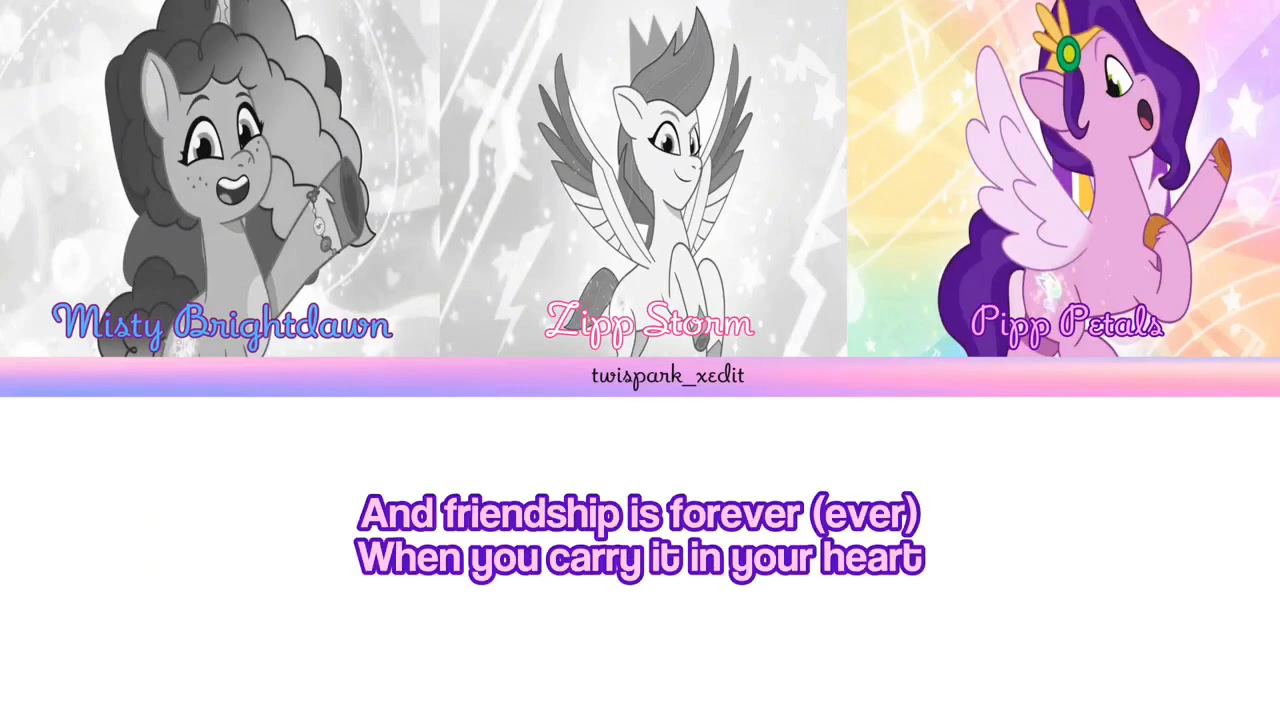 Misty Brightdawn
Zipp Storm
Pipp Petals
twispark_xedit
And friendship is forever (ever)
When you carry it in your heart